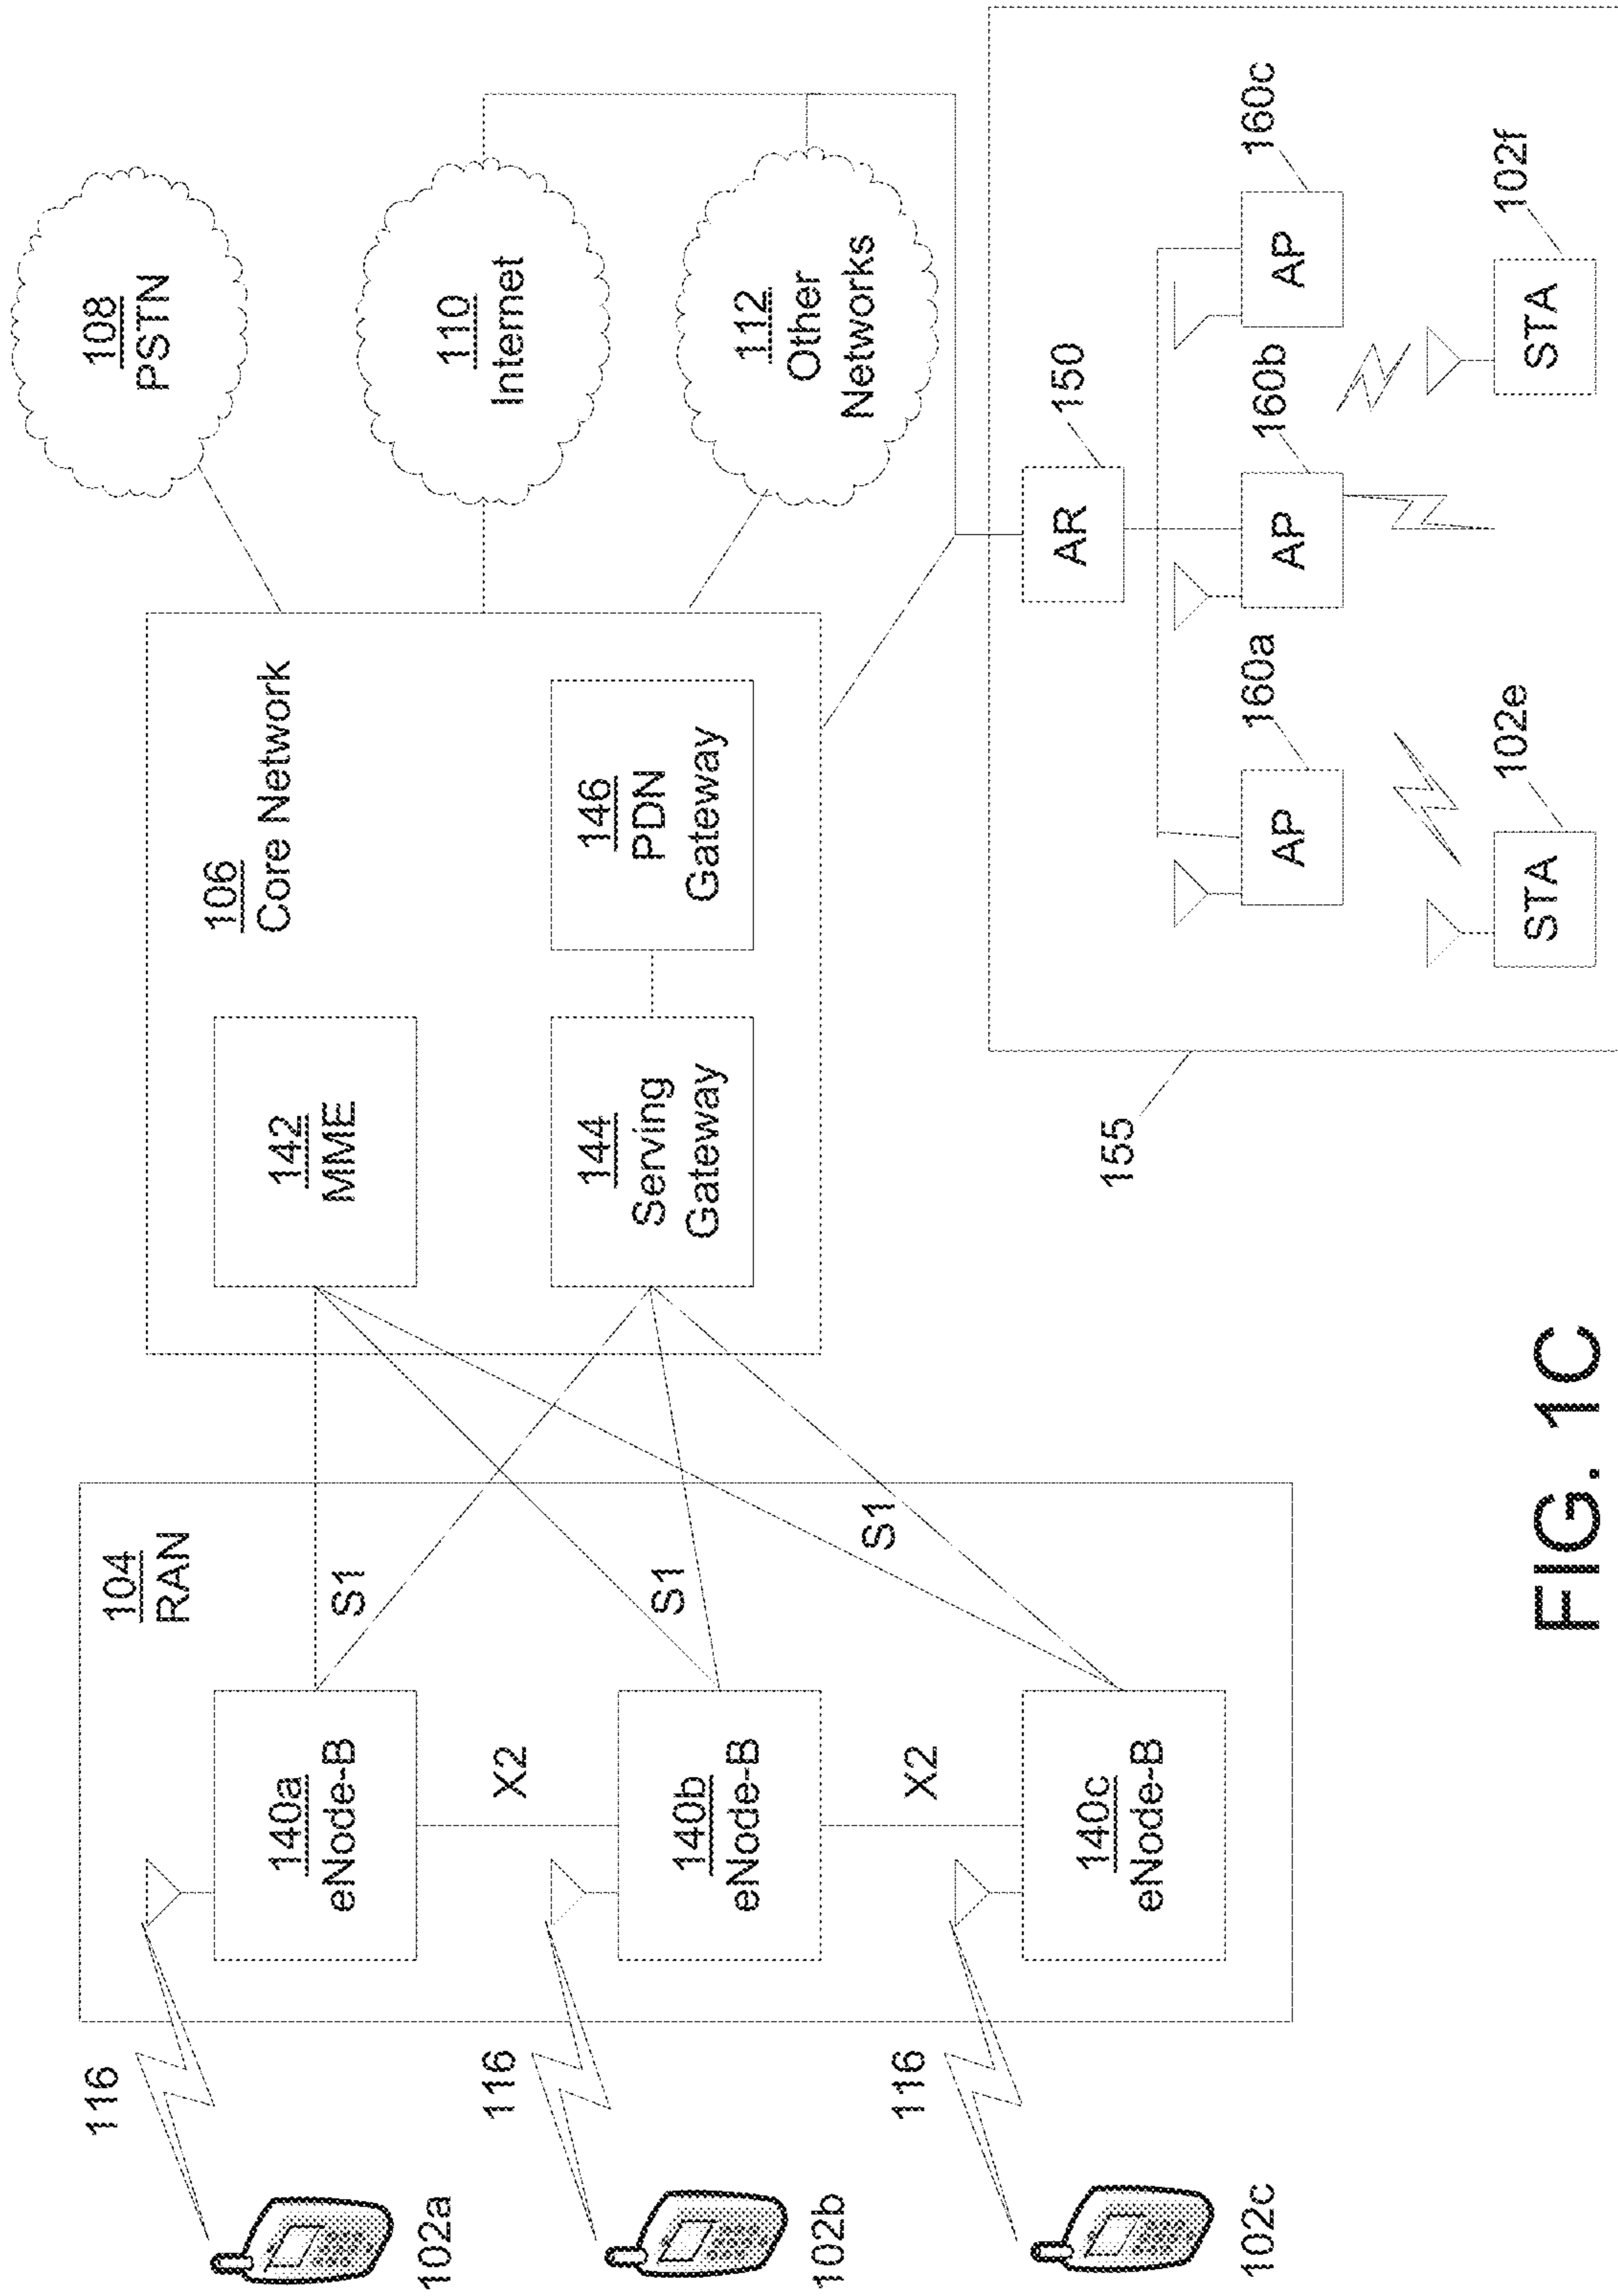 116
102a
116
102b
116
102c
104
RAN
140a
eNode-B
X2
140b
eNode-B
X2
140c
eNode-B
S1
S1
S1
106
Core Network
142
MME
144
Serving
Gateway
146
PDN
Gateway
108
PSTN
110
Internet
112
Other
Networks
155
AR
150
AP
160a
AP
160b
AP
160c
STA
102e
STA
102f
FIG. 1C